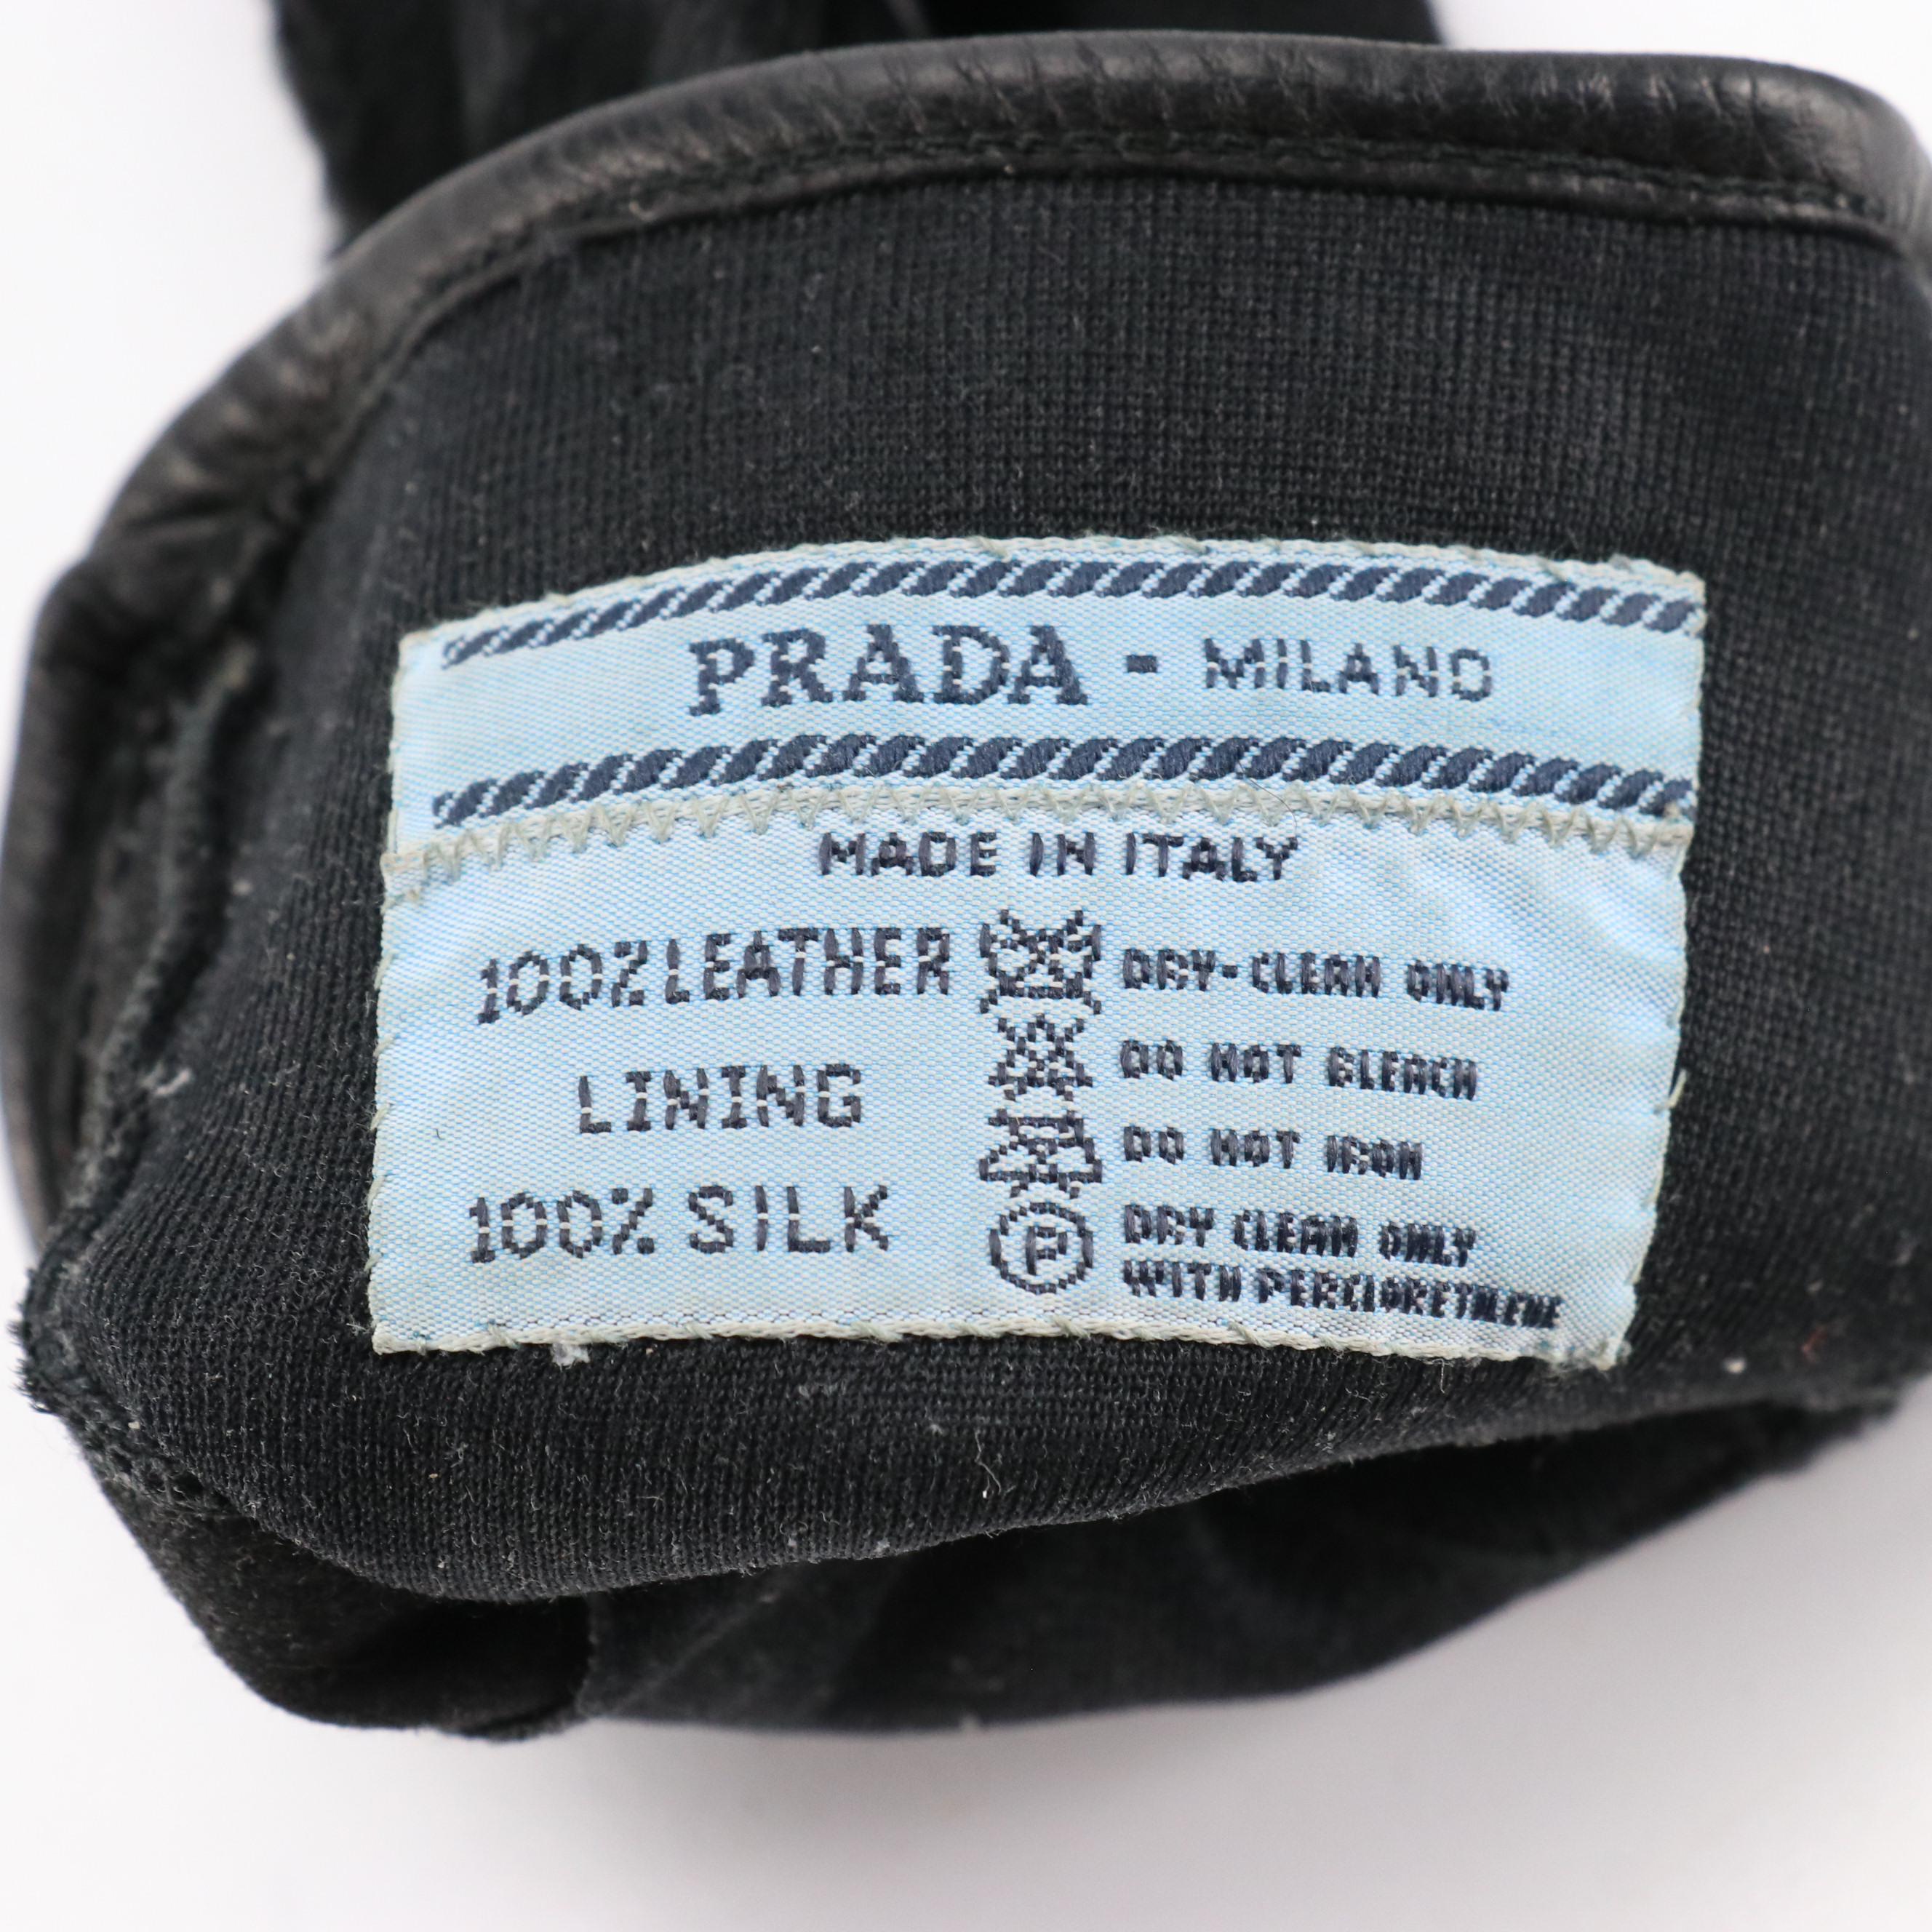 PRADA - MILANO
MADE IN ITALY
100% LEATHER
LINING
100% SILK
DRY-CLEAN ONLY
DO NOT BLEACH
DO NOT IRON
P
DRY CLEAN ONLY
WITH PERCLORETHLENE